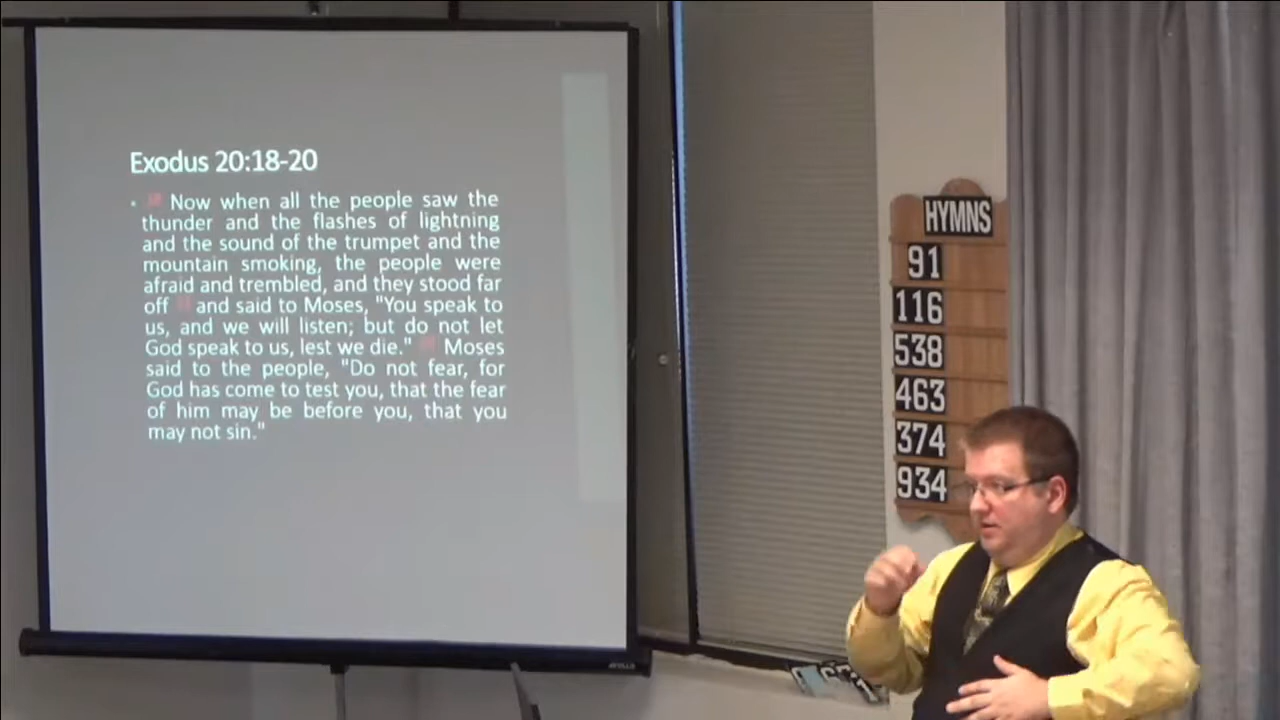 Exodus 20:18-20
• Now when all the people saw the
thunder and the flashes of lightning
and the sound of the trumpet and the
mountain smoking, the people were
afraid and trembled, and they stood far
off and said to Moses, "You speak to
us, and we will listen; but do not let
God speak to us, lest we die." Moses
said to the people, "Do not fear, for
God has come to test you, that the fear
of him may be before you, that you
may not sin."
HYMNS
91
116
538
463
374
934